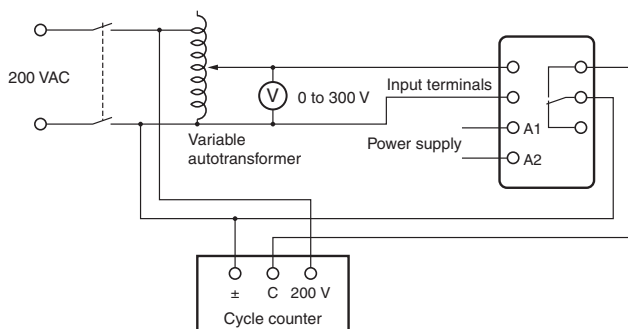 200 VAC
V
0 to 300 V
Input terminals
Variable
autotransformer
Power supply
A1
A2
± C 200 V
Cycle counter